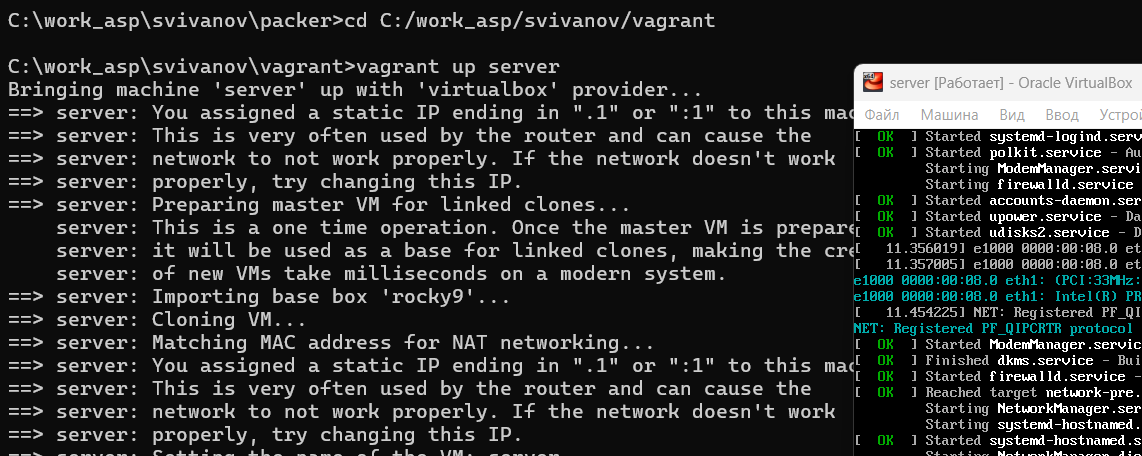 C:\work_asp\svivanov\packer>cd C:/work_asp/svivanov/vagrant
C:\work_asp\svivanov\vagrant>vagrant up server
Bringing machine 'server' up with 'virtualbox' provider...
==> server: You assigned a static IP ending in ".1" or ":1" to this mac
==> server: This is very often used by the router and can cause the
==> server: network to not work properly. If the network doesn't work
==> server: properly, try changing this IP.
==> server: Preparing master VM for linked clones...
server: This is a one time operation. Once the master VM is prepare
server: it will be used as a base for linked clones, making the cre
server: of new VMs take milliseconds on a modern system.
==> server: Importing base box 'rocky9'...
==> server: Cloning VM...
==> server: Matching MAC address for NAT networking...
==> server: You assigned a static IP ending in ".1" or ":1" to this mac
==> server: This is very often used by the router and can cause the
==> server: network to not work properly. If the network doesn't work
==> server: properly, try changing this IP.
==> server: Setting the name of the VM: server
server [Работает] - Oracle VirtualBox
Файл Машина Вид Ввод Устрой
[ OK ] Started systemd-logind.serv
[ OK ] Started polkit.service - Au
Starting ModemManager.servi
Starting firewalld.service
[ OK ] Started accounts-daemon.ser
[ OK ] Started upower.service - Da
[ OK ] Started udisks2.service - D
[ 11.356019] e1000 0000:00:08.0 et
[ 11.357005] e1000 0000:00:08.0 et
e1000 0000:00:08.0 eth1: (PCI:33MHz:
e1000 0000:00:08.0 eth1: Intel(R) PR
[ 11.454225] NET: Registered PF_QI
NET: Registered PF_QIPCRTR protocol
[ OK ] Started ModemManager.servic
[ OK ] Finished dkms.service - Bui
[ OK ] Started firewalld.service -
[ OK ] Reached target network-pre.
Starting NetworkManager.ser
Starting systemd-hostnamed.
[ OK ] Started systemd-hostnamed.s
Starting NetworkManager-dis